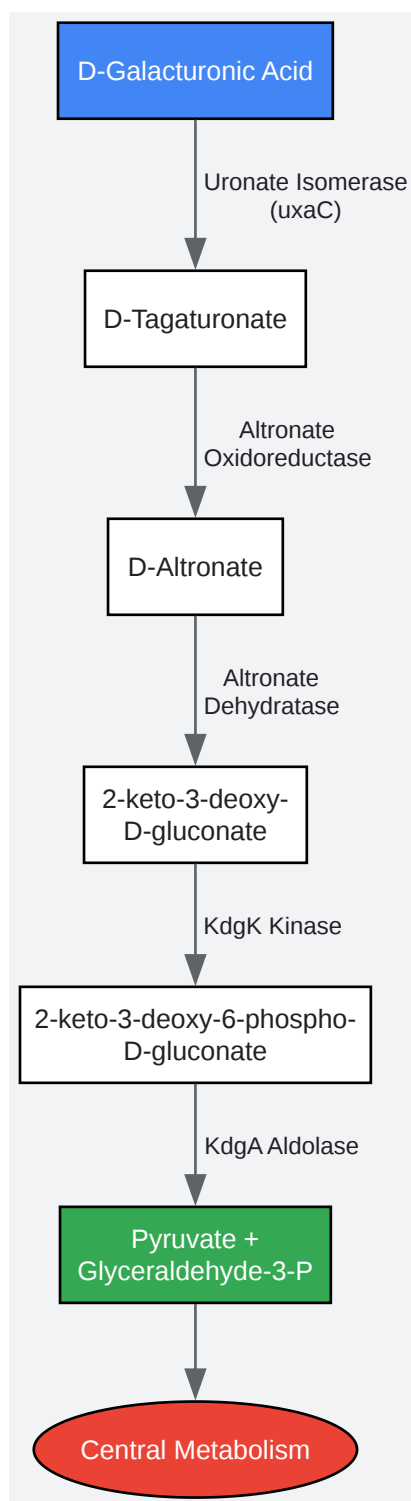 D-Galacturonic Acid
Uronate Isomerase
(uxaC)
D-Tagaturonate
Altronate
Oxidoreductase
D-Altronate
Altronate
Dehydratase
2-keto-3-deoxy-
D-gluconate
KdgK Kinase
2-keto-3-deoxy-6-phospho-
D-gluconate
KdgA Aldolase
Pyruvate +
Glyceraldehyde-3-P
Central Metabolism